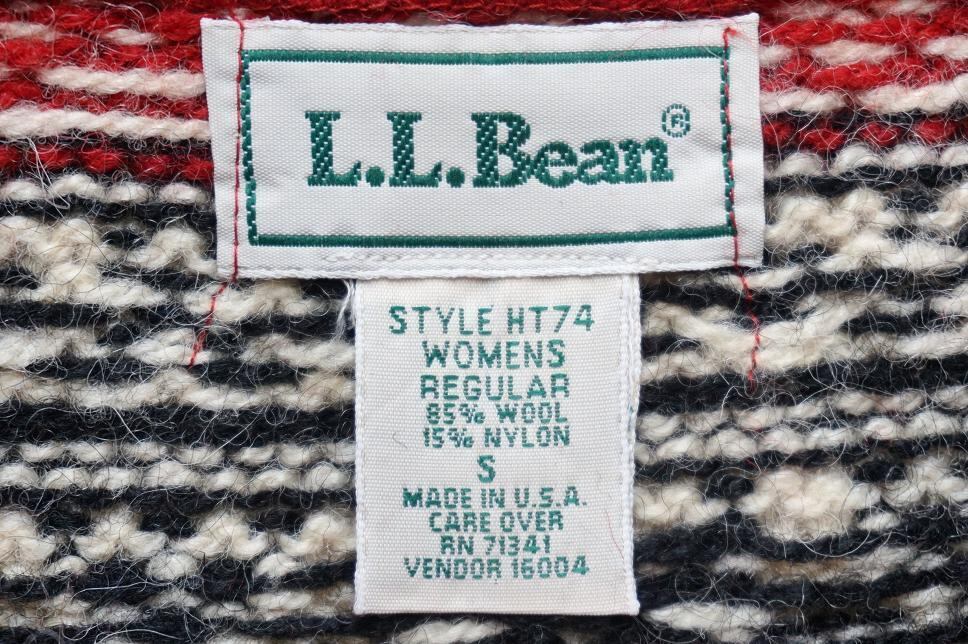 L.L.Bean®
STYLE HT74
WOMENS
REGULAR
85% WOOL
15% NYLON
S
MADE IN U.S.A.
CARE OVER
RN 71341
VENDOR 16004